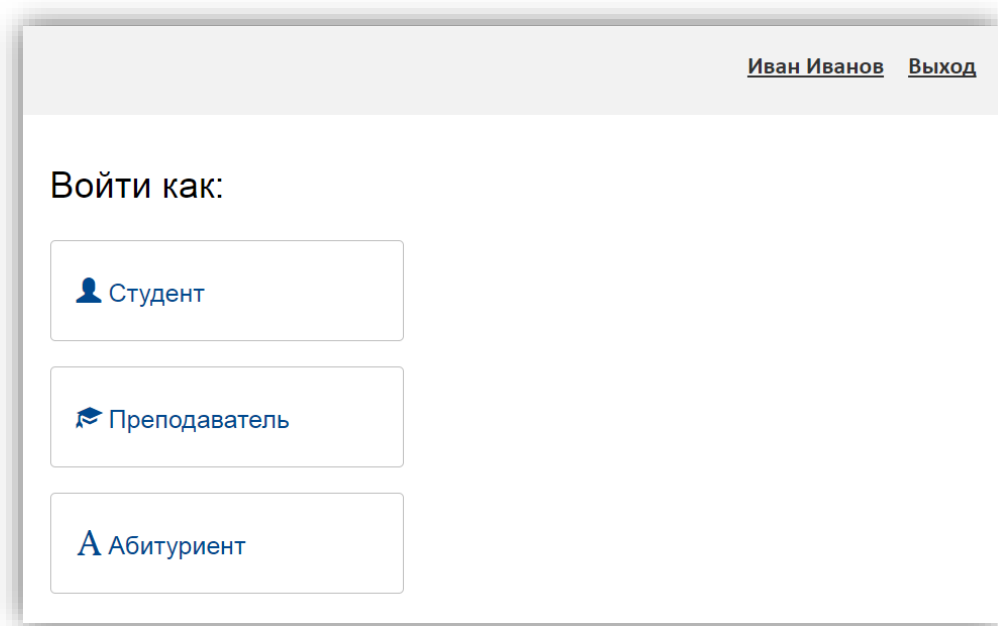 Иван Иванов Выход
Войти как:
Студент
Преподаватель
A Абитуриент